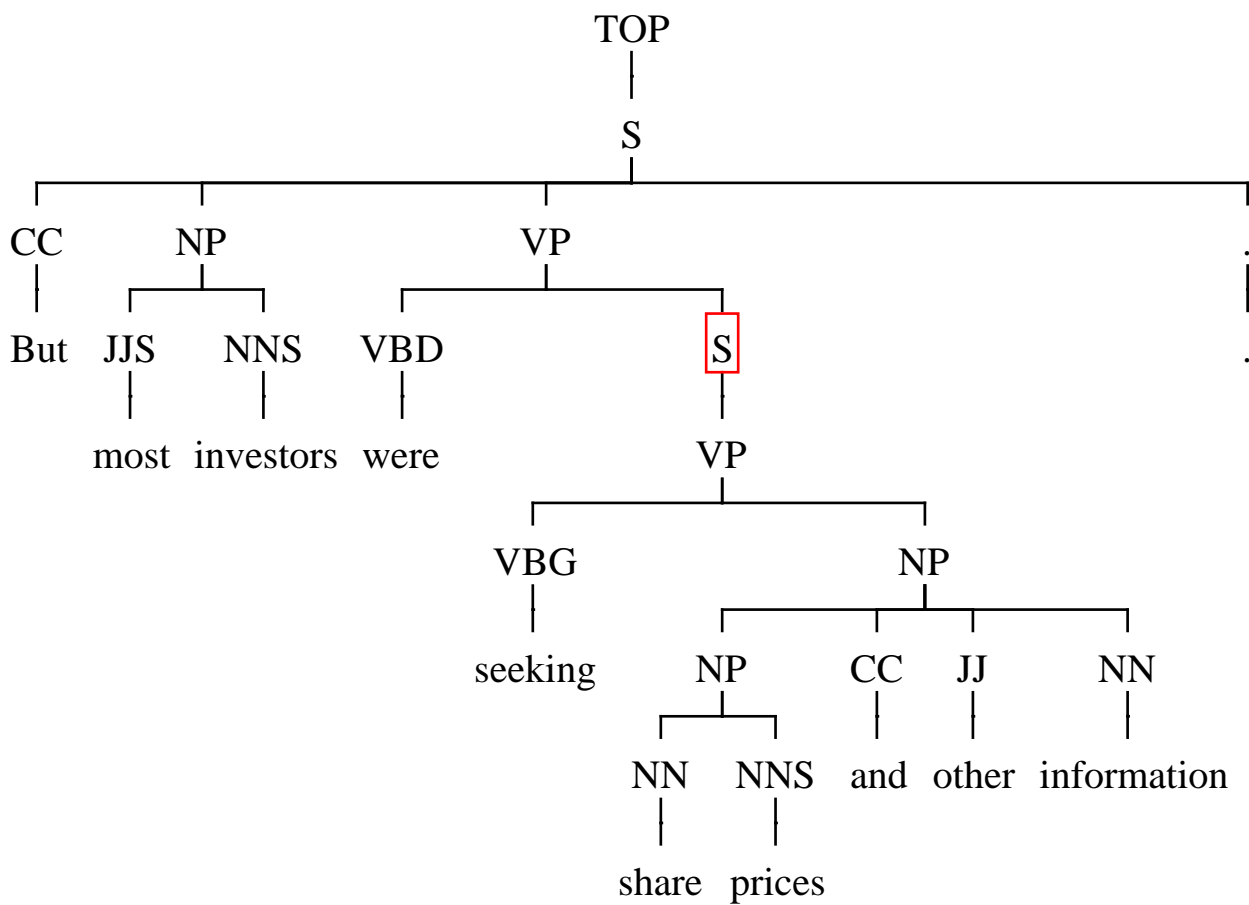 TOP
S
CC NP VP .
But JJS NNS VBD S .
most investors were VP
VBG NP
seeking NP CC JJ NN
NN NNS and other information
share prices